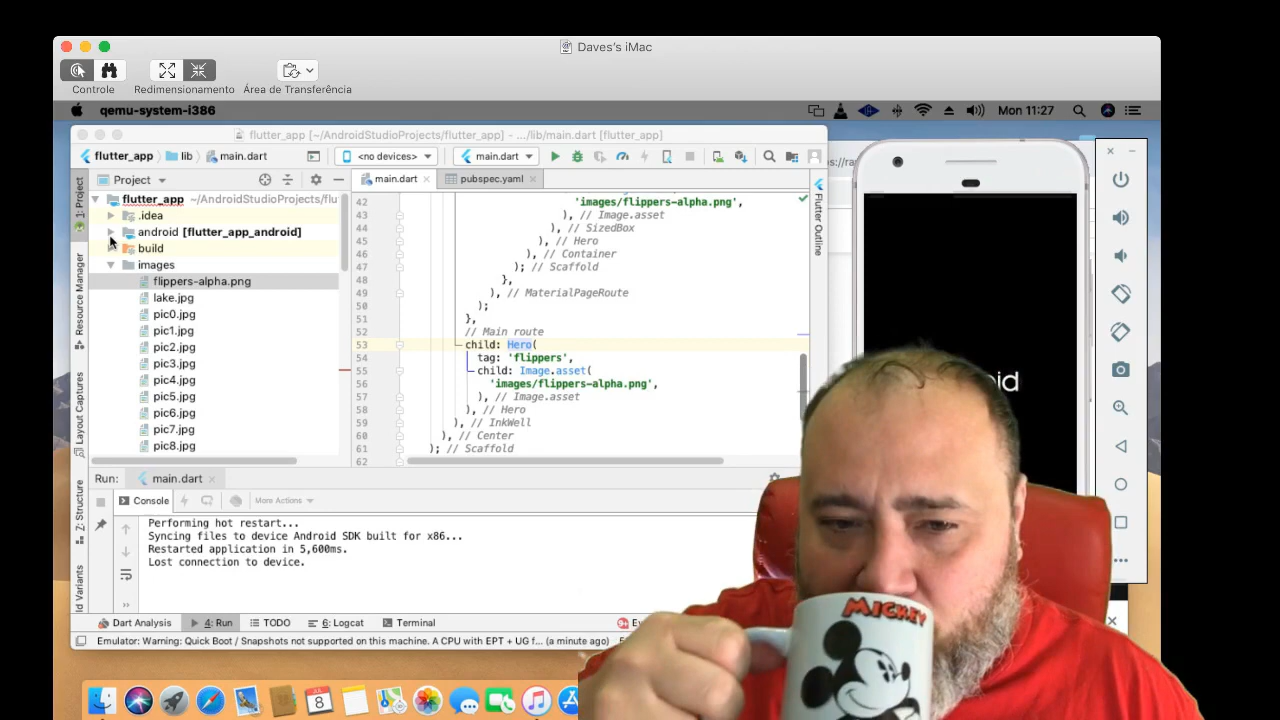 Daves's iMac
Controle
Redimensionamento
Área de Transferência
qemu-system-i386
Mon 11:27
flutter_app [~/AndroidStudioProjects/flutter_app] - .../lib/main.dart [flutter_app]
flutter_app
lib
main.dart
<no devices>
main.dart
Project
main.dart
pubspec.yaml
1: Project
Resource Manager
Layout Captures
Z: Structure
Flutter Outline
flutter_app ~/AndroidStudioProjects/flu
.idea
android [flutter_app_android]
build
images
flippers-alpha.png
lake.jpg
pic0.jpg
pic1.jpg
pic2.jpg
pic3.jpg
pic4.jpg
pic5.jpg
pic6.jpg
pic7.jpg
pic8.jpg
42 'images/flippers-alpha.png',
43 ), // Image.asset
44 ), // SizedBox
45 ), // Hero
46 ), // Container
47 ); // Scaffold
48 },
49 ), // MaterialPageRoute
50 );
51 },
52 // Main route
53 child: Hero(
54 tag: 'flippers',
55 child: Image.asset(
56 'images/flippers-alpha.png',
57 ), // Image.asset
58 ), // Hero
59 ), // InkWell
60 ), // Center
61 ); // Scaffold
62
Run: main.dart
Console
More Actions
Performing hot restart...
Syncing files to device Android SDK built for x86...
Restarted application in 5,600ms.
Lost connection to device.
Dart Analysis
4: Run
TODO
6: Logcat
Terminal
Emulator: Warning: Quick Boot / Snapshots not supported on this machine. A CPU with EPT + UG f... (a minute ago)
8
MICKEY